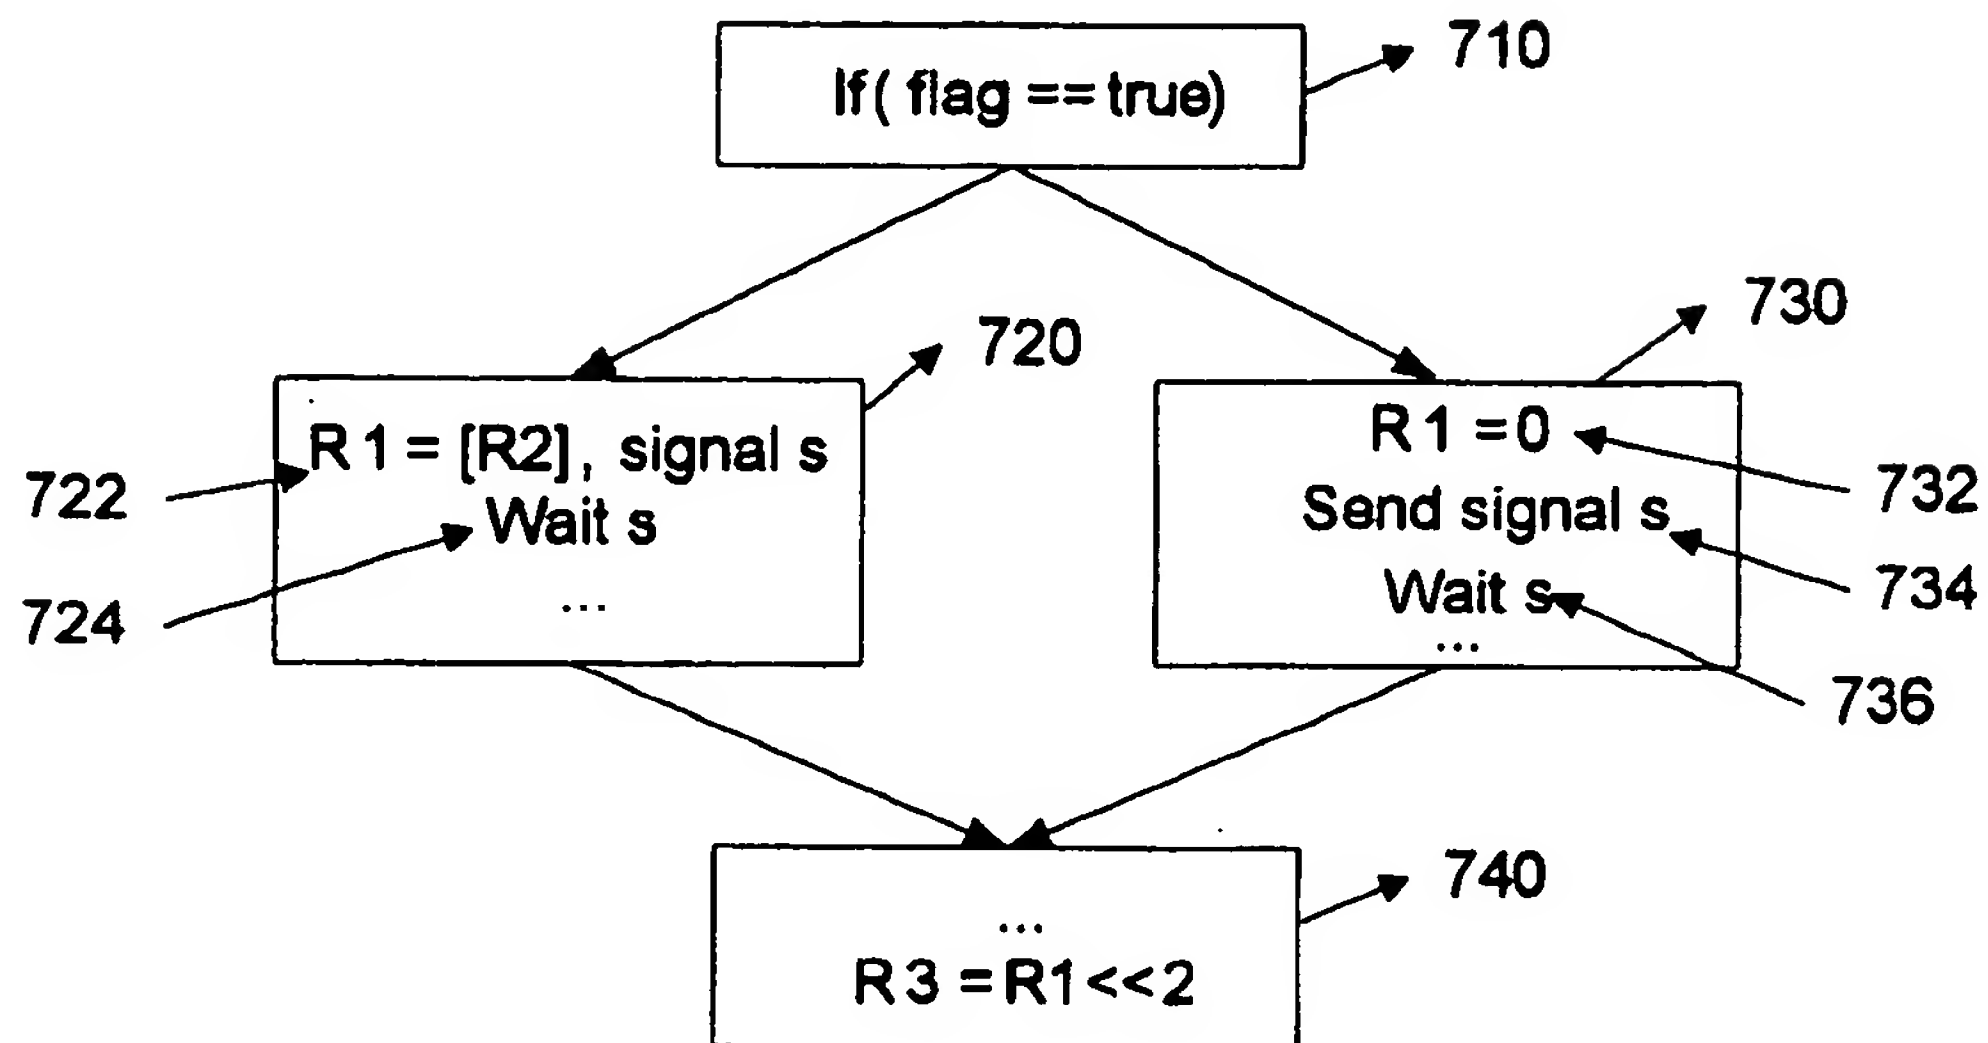 710
If( flag == true)
730
720
R1 = [R2], signal s
722
Wait s
724
...
R1 = 0
732
Send signal s
734
Wait s
...
736
740
...
R3 = R1<<2